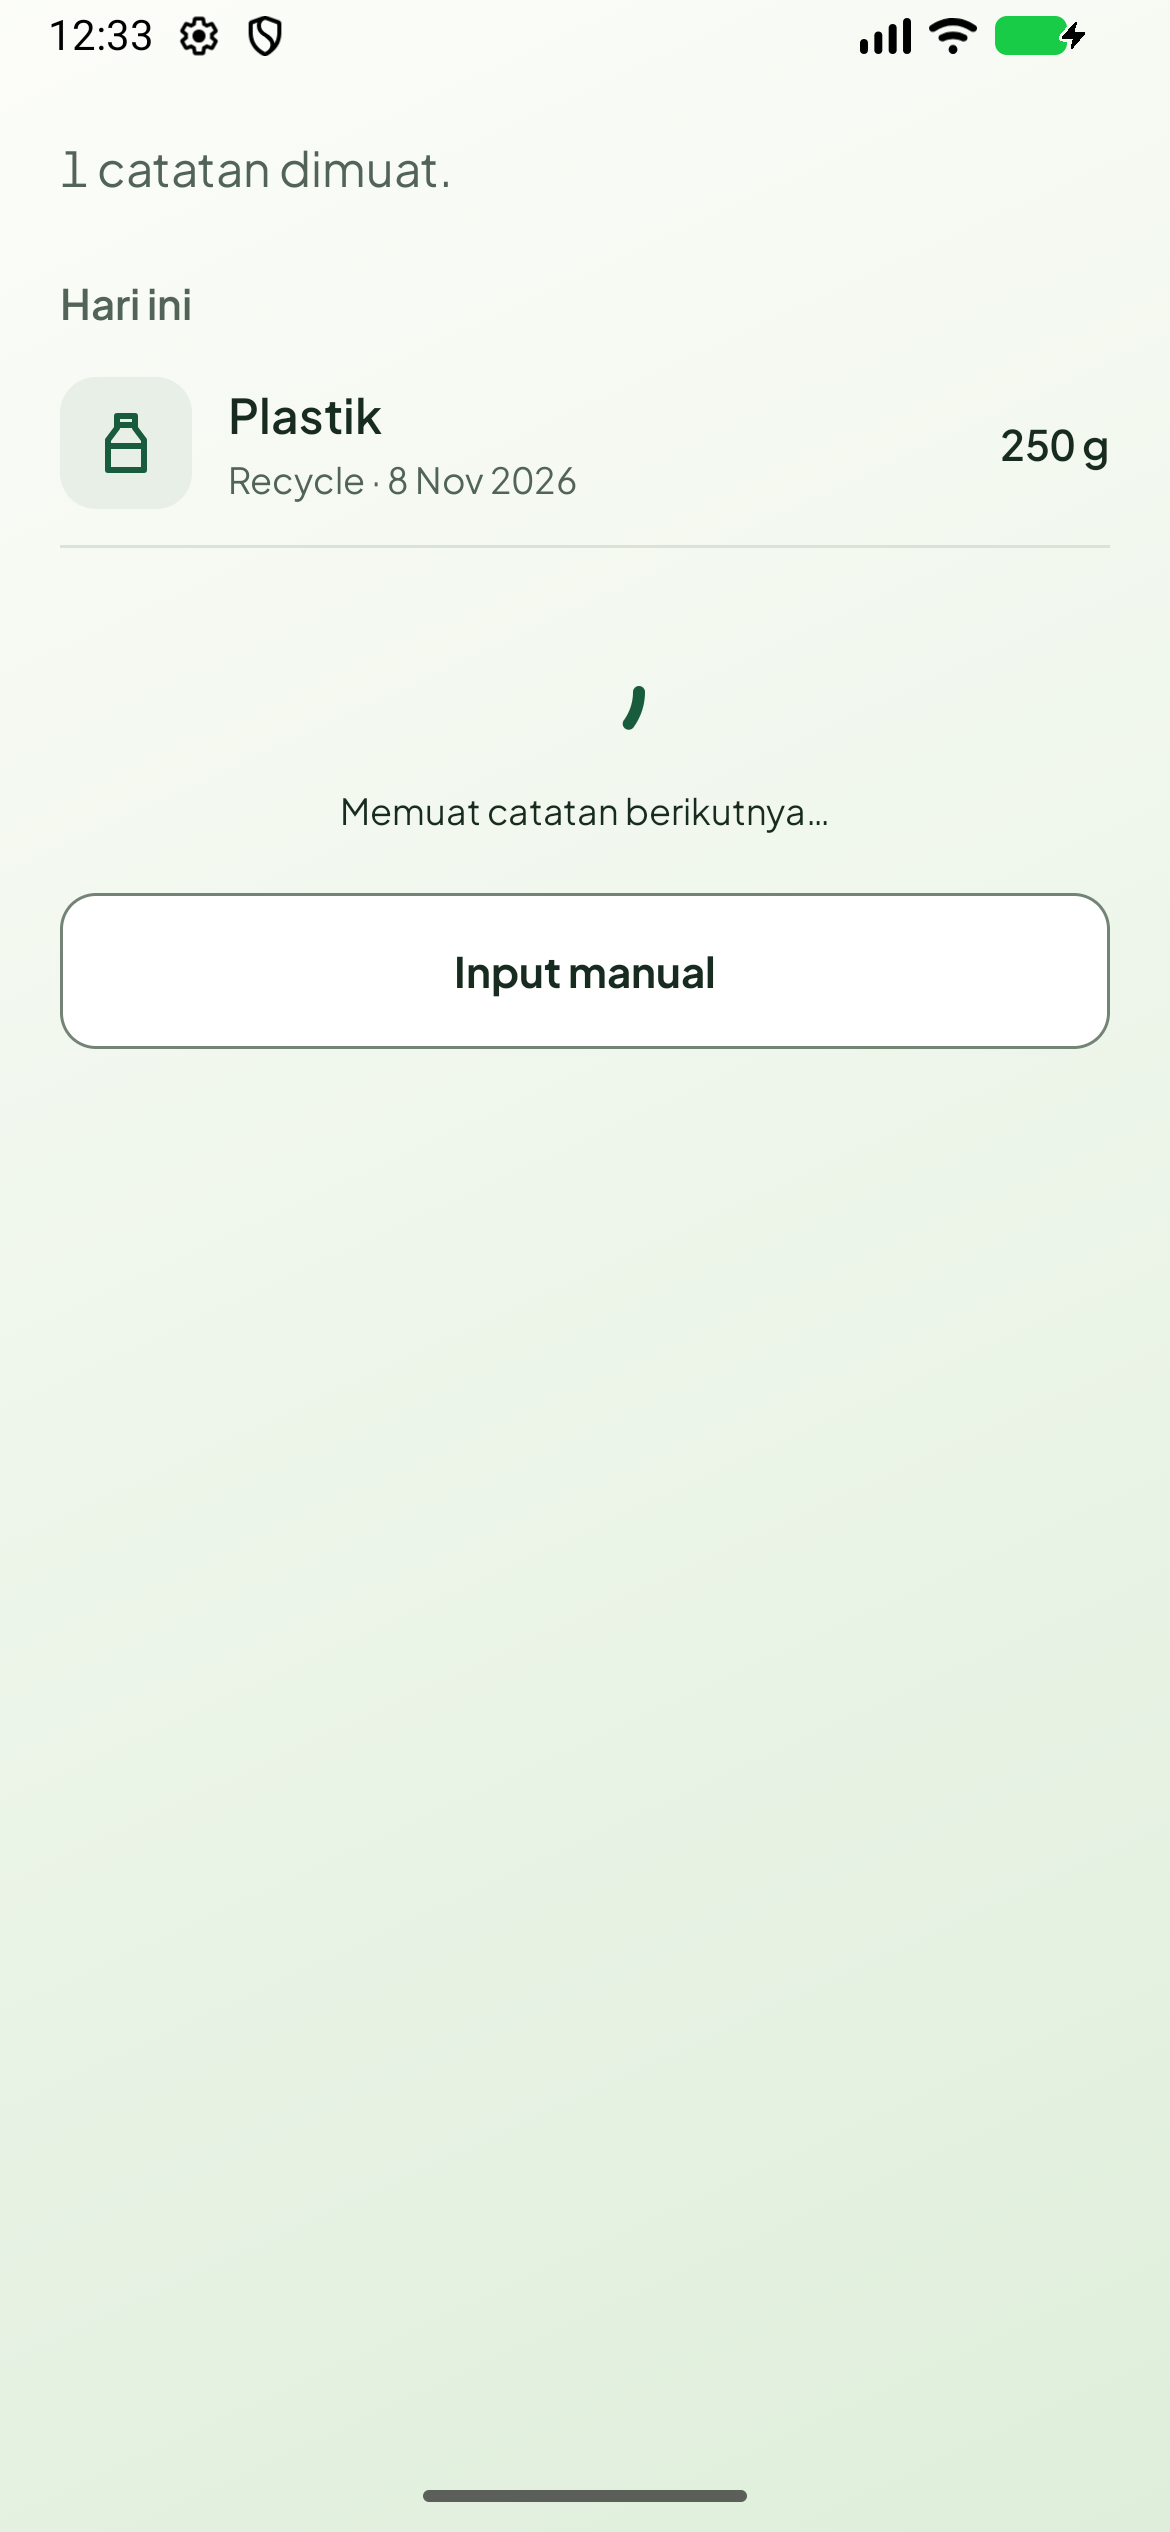 12:33
1 catatan dimuat.
Hari ini
Plastik
Recycle · 8 Nov 2026
250 g
Memuat catatan berikutnya…
Input manual